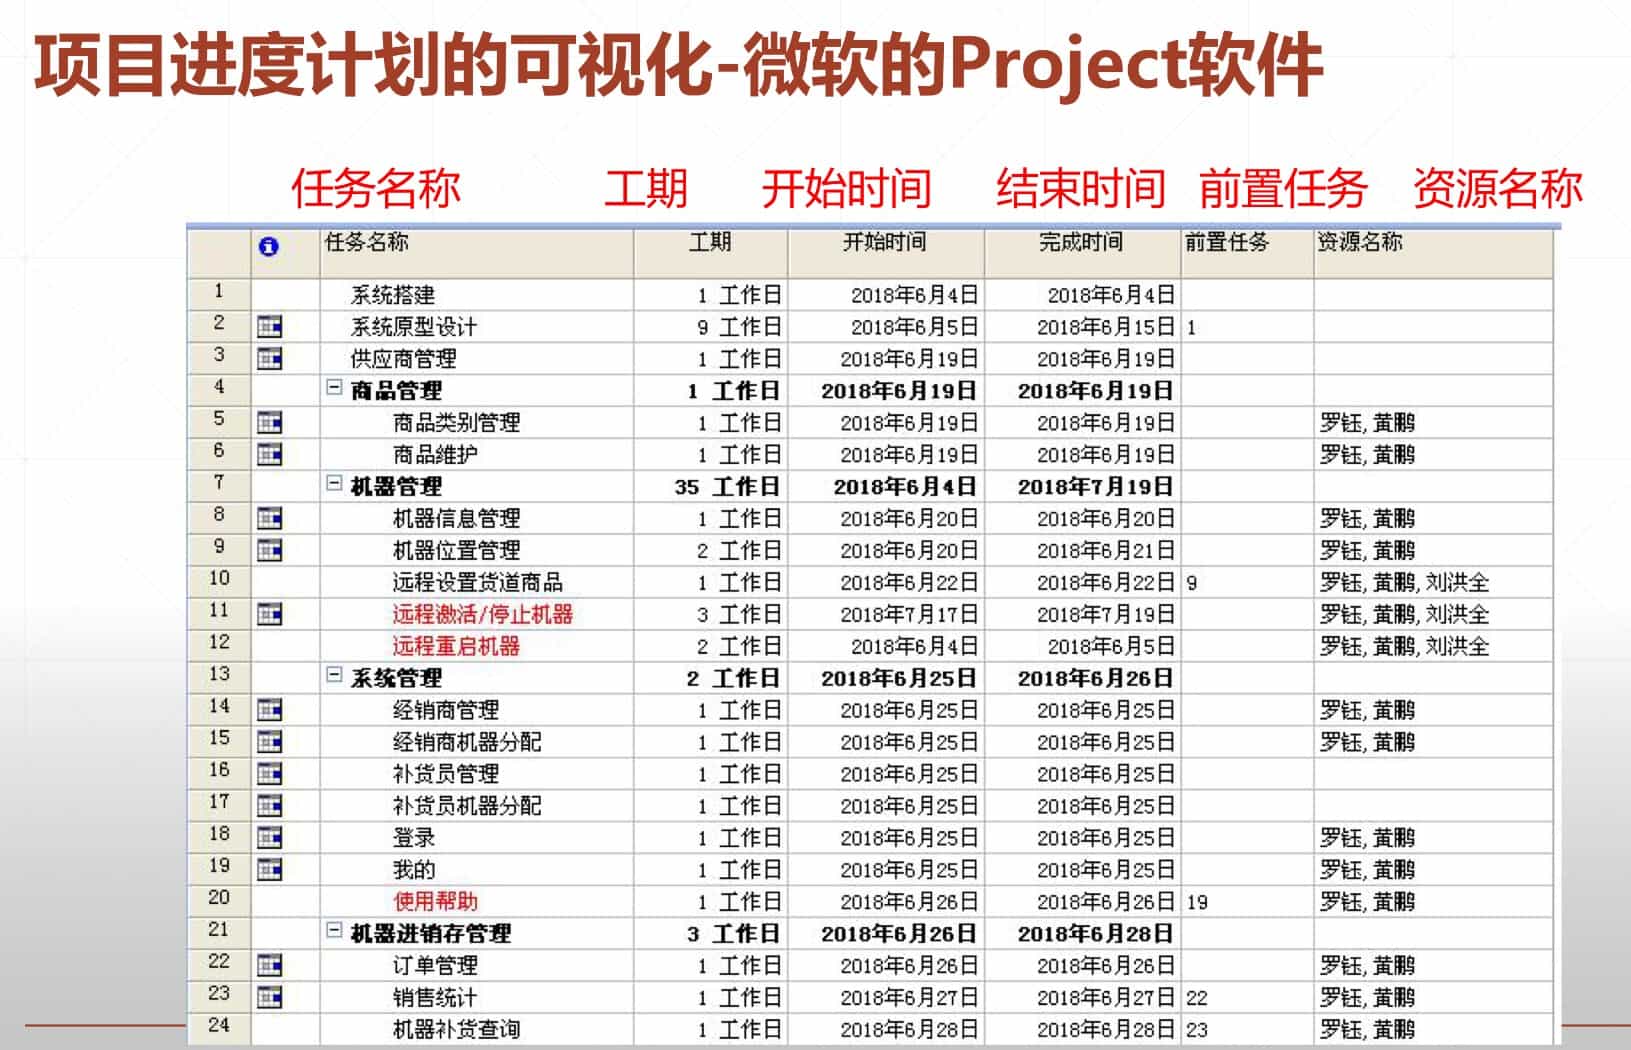 项目进度计划的可视化-微软的Project软件
任务名称 工期 开始时间 结束时间 前置任务 资源名称
任务名称 工期 开始时间 完成时间 前置任务 资源名称
1 系统搭建 1 工作日 2018年6月4日 2018年6月4日
2 系统原型设计 9 工作日 2018年6月5日 2018年6月15日 1
3 供应商管理 1 工作日 2018年6月19日 2018年6月19日
4 商品管理 1 工作日 2018年6月19日 2018年6月19日
5 商品类别管理 1 工作日 2018年6月19日 2018年6月19日 罗钰,黄鹏
6 商品维护 1 工作日 2018年6月19日 2018年6月19日 罗钰,黄鹏
7 机器管理 35 工作日 2018年6月4日 2018年7月19日
8 机器信息管理 1 工作日 2018年6月20日 2018年6月20日 罗钰,黄鹏
9 机器位置管理 2 工作日 2018年6月20日 2018年6月21日 罗钰,黄鹏
10 远程设置货道商品 1 工作日 2018年6月22日 2018年6月22日 9 罗钰,黄鹏,刘洪全
11 远程激活/停止机器 3 工作日 2018年7月17日 2018年7月19日 罗钰,黄鹏,刘洪全
12 远程重启机器 2 工作日 2018年6月4日 2018年6月5日 罗钰,黄鹏,刘洪全
13 系统管理 2 工作日 2018年6月25日 2018年6月26日
14 经销商管理 1 工作日 2018年6月25日 2018年6月25日 罗钰,黄鹏
15 经销商机器分配 1 工作日 2018年6月25日 2018年6月25日 罗钰,黄鹏
16 补货员管理 1 工作日 2018年6月25日 2018年6月25日
17 补货员机器分配 1 工作日 2018年6月25日 2018年6月25日
18 登录 1 工作日 2018年6月25日 2018年6月25日 罗钰,黄鹏
19 我的 1 工作日 2018年6月25日 2018年6月25日 罗钰,黄鹏
20 使用帮助 1 工作日 2018年6月26日 2018年6月26日 19 罗钰,黄鹏
21 机器进销存管理 3 工作日 2018年6月26日 2018年6月28日
22 订单管理 1 工作日 2018年6月26日 2018年6月26日 罗钰,黄鹏
23 销售统计 1 工作日 2018年6月27日 2018年6月27日 22 罗钰,黄鹏
24 机器补货查询 1 工作日 2018年6月28日 2018年6月28日 23 罗钰,黄鹏